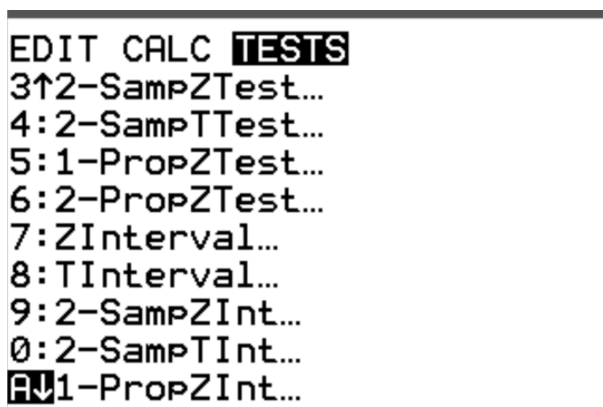 EDIT CALC TESTS
3↑2-SampZTest…
4:2-SampTTest…
5:1-PropZTest…
6:2-PropZTest…
7:ZInterval…
8:TInterval…
9:2-SampZInt…
0:2-SampTInt…
A↓1-PropZInt…